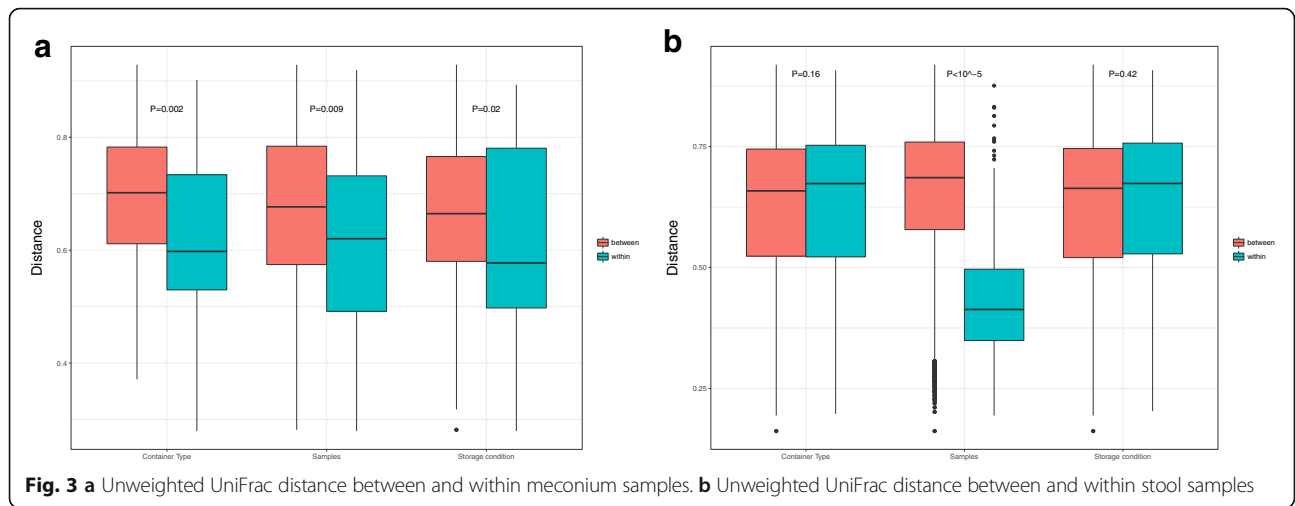 a
P=0.002
P=0.009
P=0.02
0.8
0.6
0.4
Distance
Container Type
Samples
Storage condition
between
within
b
P=0.16
P<10^-5
P=0.42
0.75
0.50
0.25
Distance
Container Type
Samples
Storage condition
between
within
Fig. 3 a Unweighted UniFrac distance between and within meconium samples. b Unweighted UniFrac distance between and within stool samples